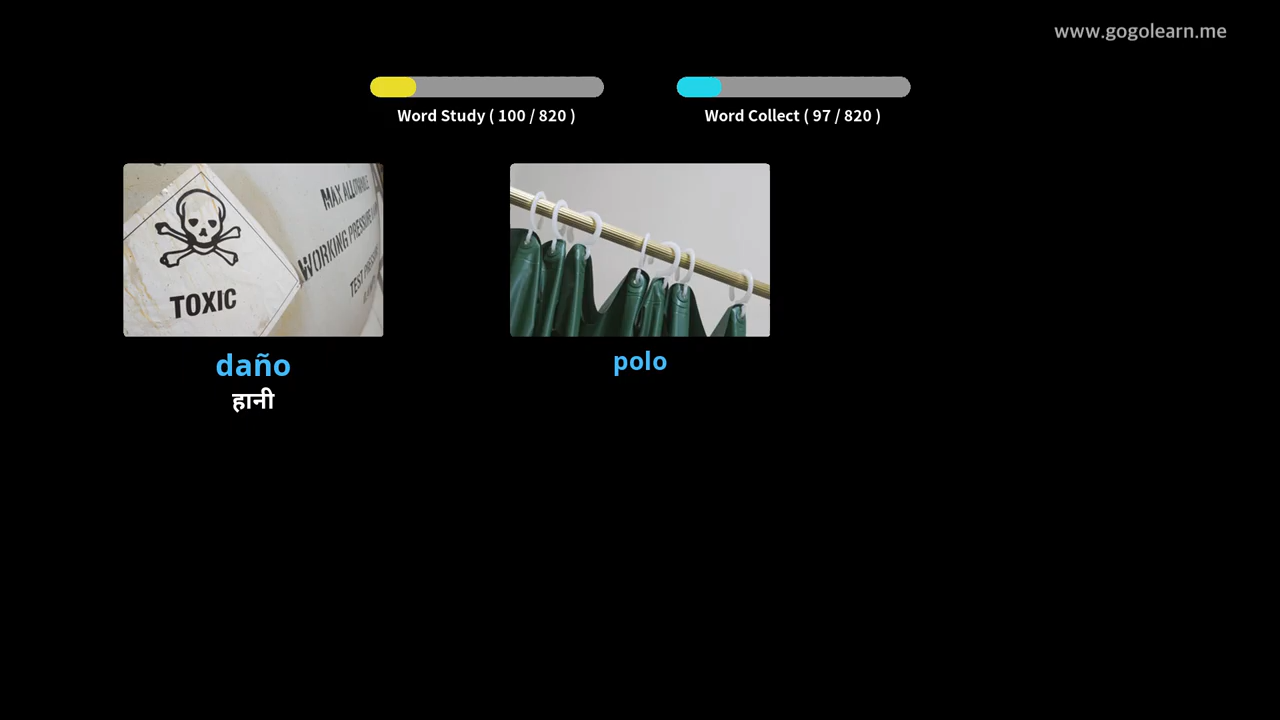 www.gogolearn.me
Word Study ( 100 / 820 )
Word Collect ( 97 / 820 )
MAX ALLOWABLE
WORKING PRESSURE
TEST PRESS
TOXIC
daño
हानी
polo